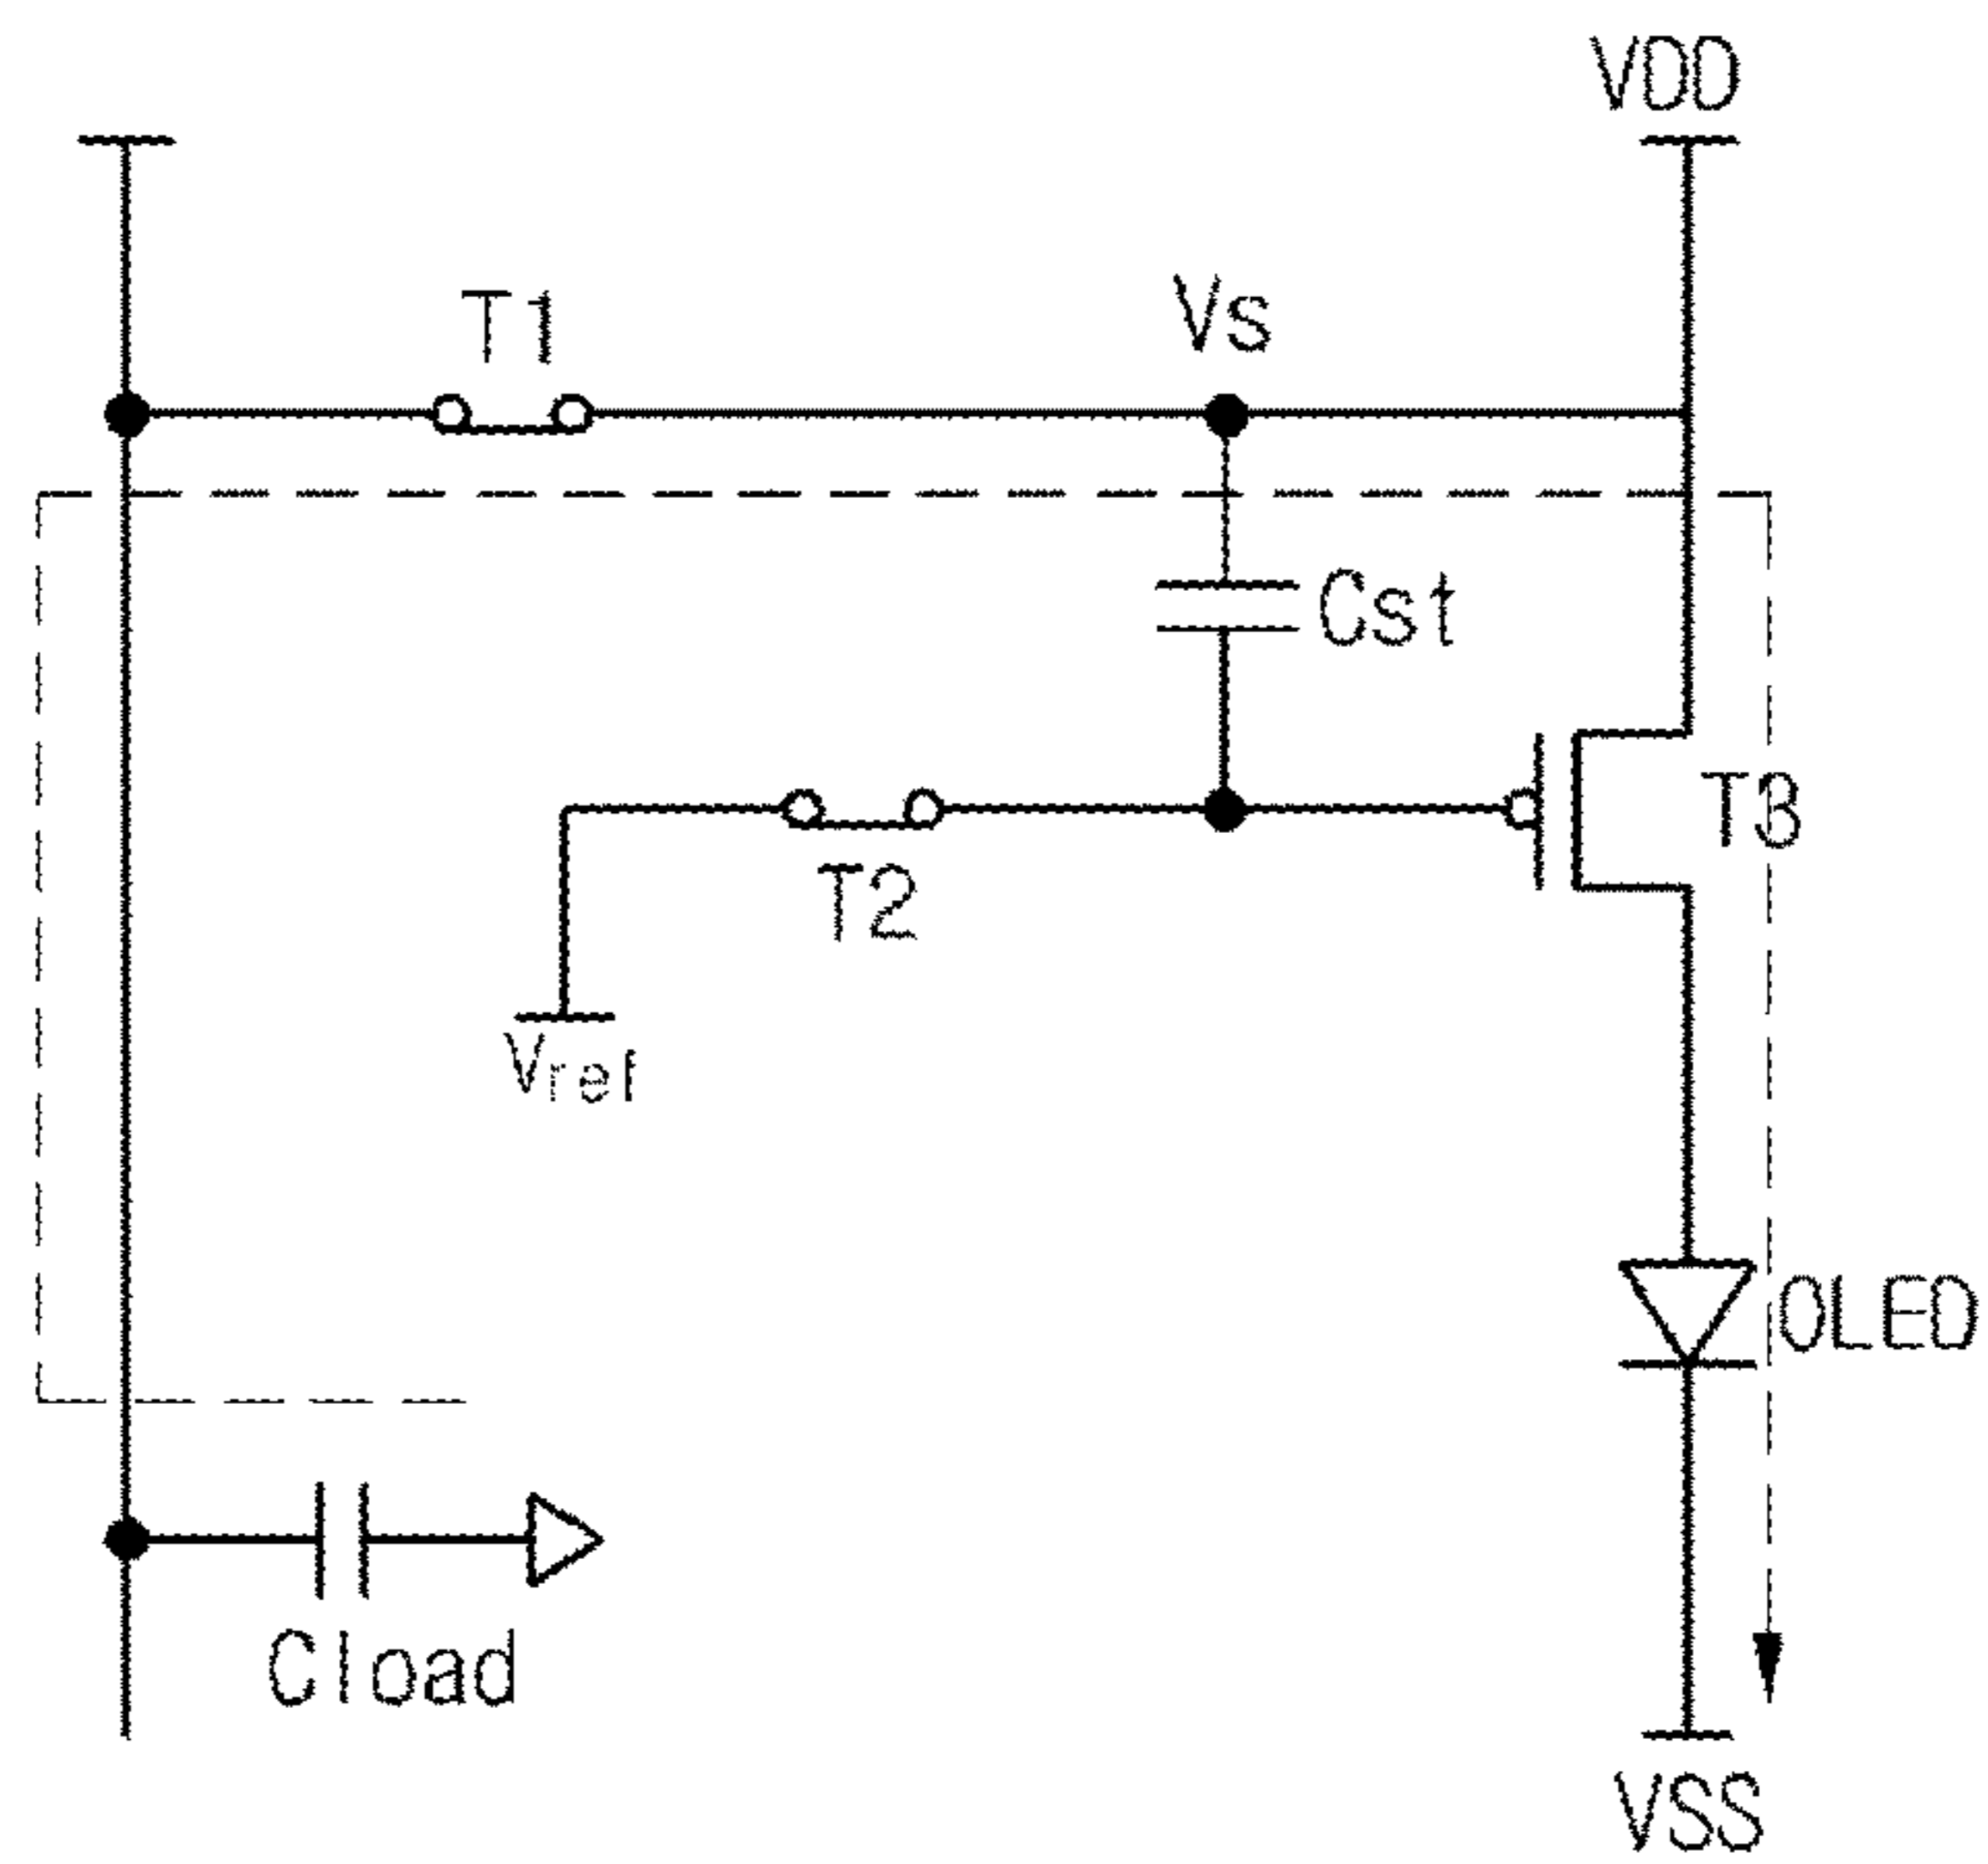 VDD
T1
Vs
Cst
T3
T2
Vref
OLED
Cload
VSS